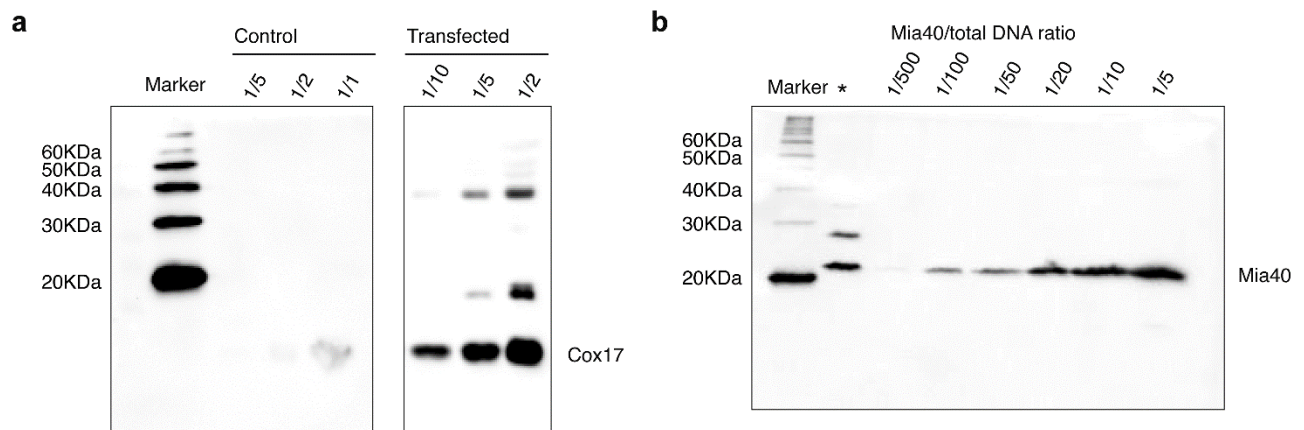 a
Control
Transfected
Marker
1/5
1/2
1/1
1/10
1/5
1/2
60KDa
50KDa
40KDa
30KDa
20KDa
Cox17
b
Mia40/total DNA ratio
Marker *
1/500
1/100
1/50
1/20
1/10
1/5
60KDa
50KDa
40KDa
30KDa
20KDa
Mia40